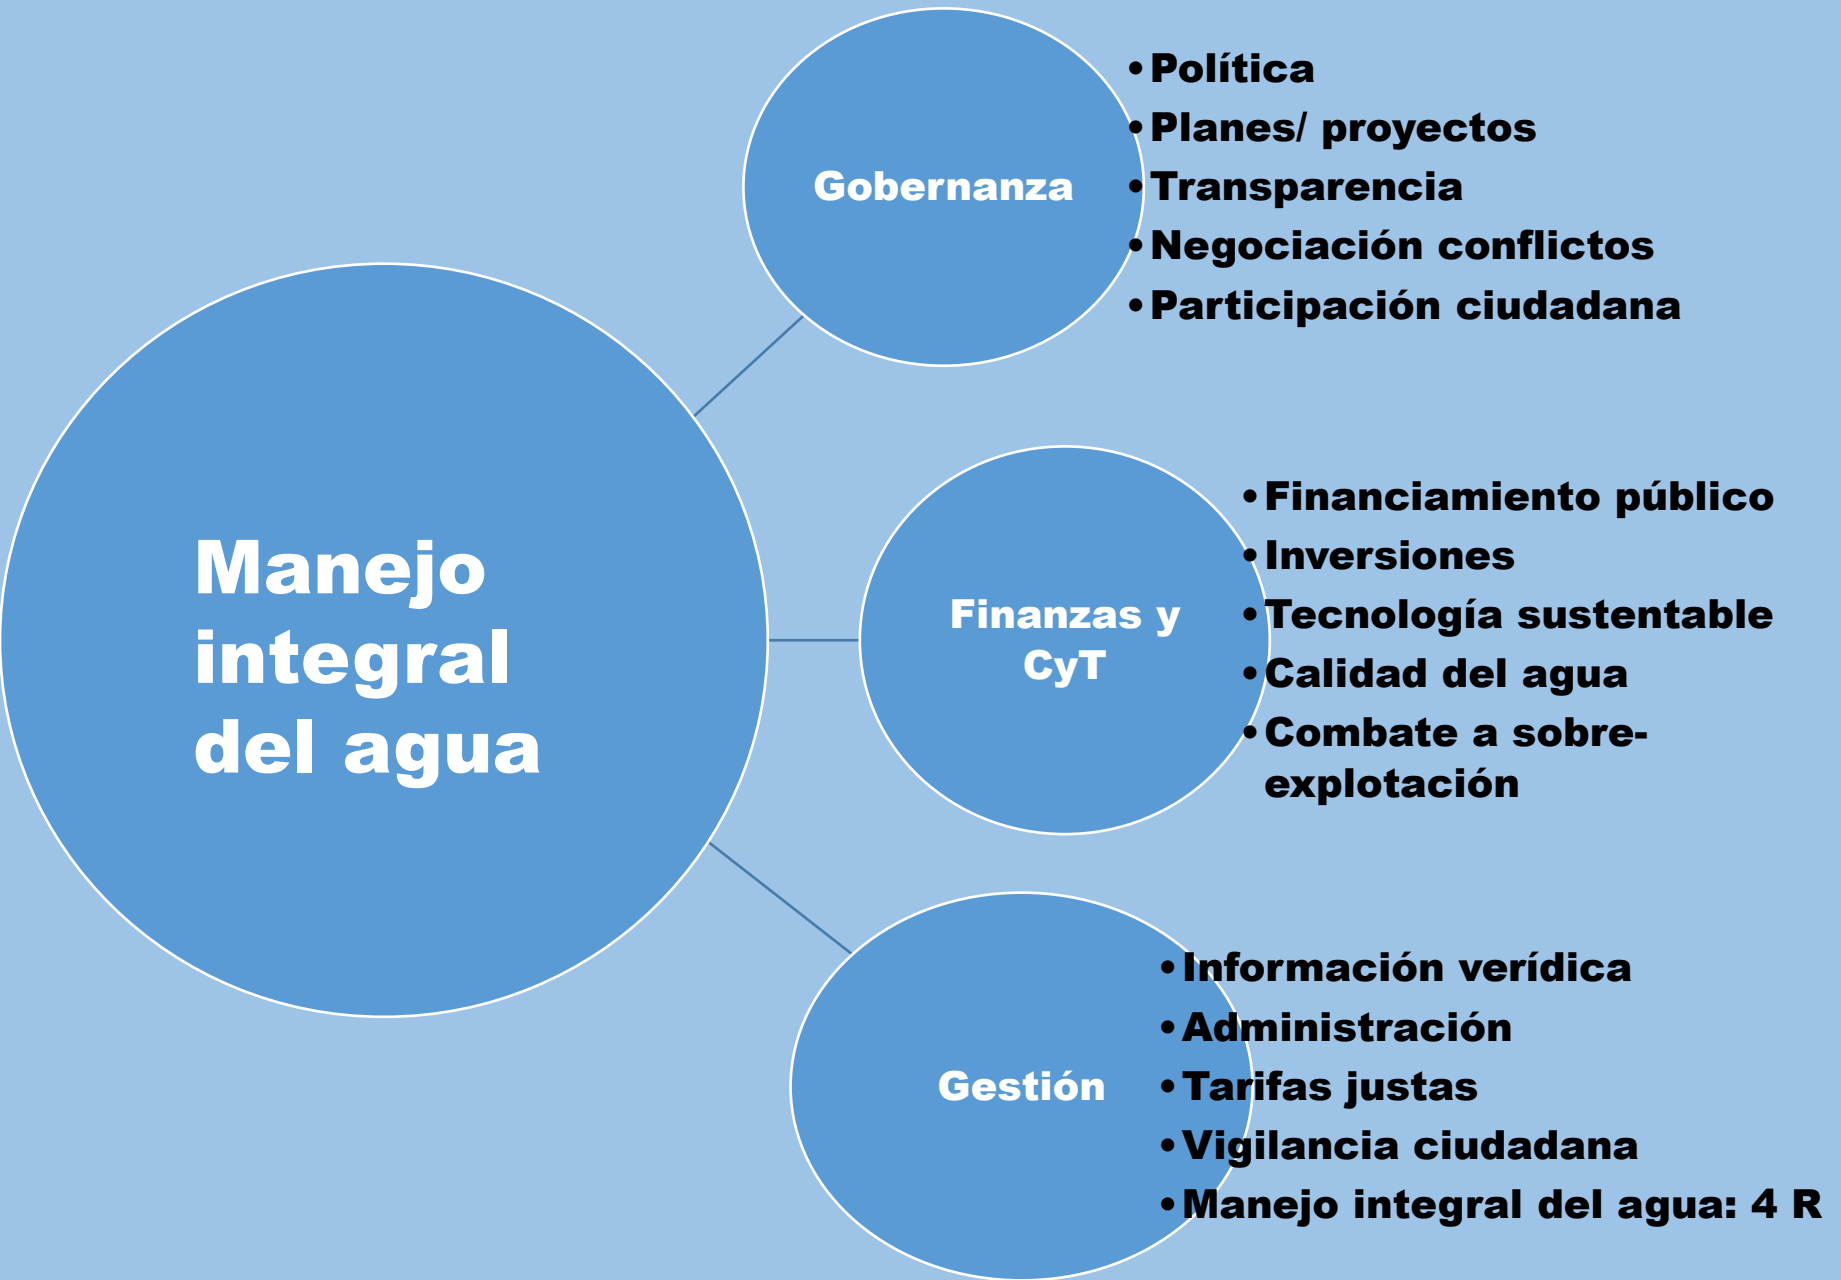 Manejo
integral
del agua
Gobernanza
•Política
•Planes/ proyectos
•Transparencia
•Negociación conflictos
•Participación ciudadana
Finanzas y
CyT
•Financiamiento público
•Inversiones
•Tecnología sustentable
•Calidad del agua
•Combate a sobre-
explotación
Gestión
•Información verídica
•Administración
•Tarifas justas
•Vigilancia ciudadana
•Manejo integral del agua: 4 R